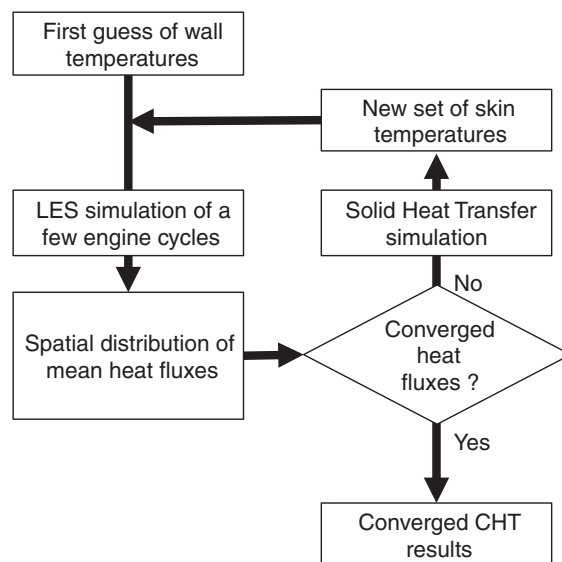 First guess of wall
temperatures
New set of skin
temperatures
LES simulation of a
few engine cycles
Solid Heat Transfer
simulation
No
Spatial distribution of
mean heat fluxes
Converged
heat
fluxes ?
Yes
Converged CHT
results